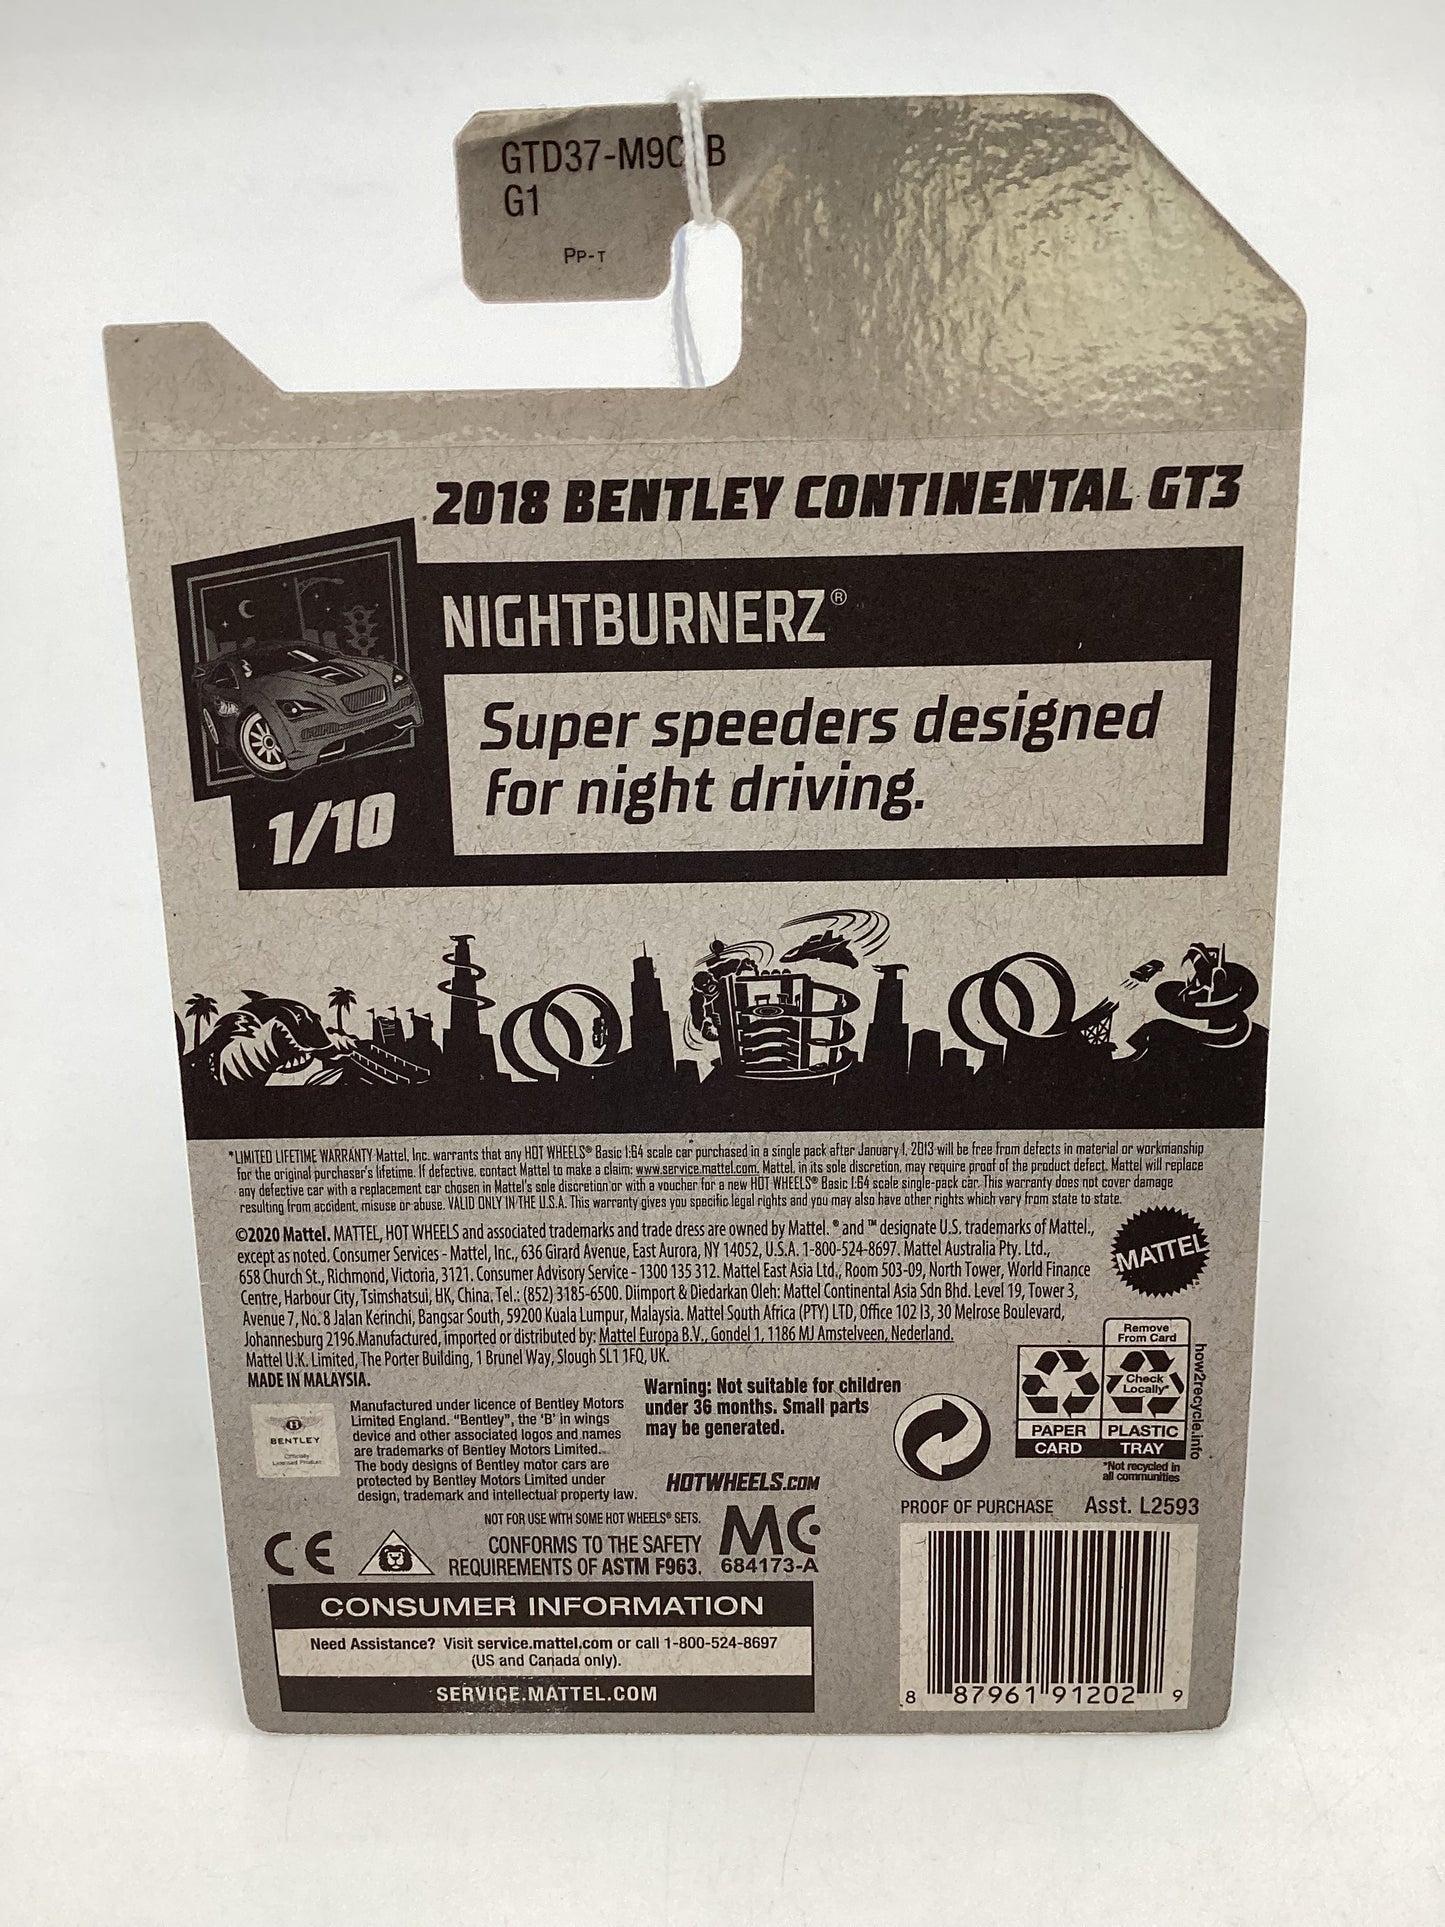 GTD37-M9C B
G1
PP-T
2018 BENTLEY CONTINENTAL GT3
NIGHTBURNERZ®
Super speeders designed
for night driving.
1/10
*LIMITED LIFETIME WARRANTY Mattel, Inc. warrants that any HOT WHEELS® Basic 1:64 scale car purchased in a single pack after January 1, 2013 will be free from defects in material or workmanship
for the original purchaser's lifetime. If defective, contact Mattel to make a claim: www.service.mattel.com. Mattel, in its sole discretion, may require proof of the product defect. Mattel will replace
any defective car with a replacement car chosen in Mattel's sole discretion or with a voucher for a new HOT WHEELS® Basic 1:64 scale single-pack car. This warranty does not cover damage
resulting from accident, misuse or abuse. VALID ONLY IN THE U.S.A. This warranty gives you specific legal rights and you may also have other rights which vary from state to state.
©2020 Mattel. MATTEL, HOT WHEELS and associated trademarks and trade dress are owned by Mattel. ® and ™ designate U.S. trademarks of Mattel,
except as noted. Consumer Services - Mattel, Inc., 636 Girard Avenue, East Aurora, NY 14052, U.S.A. 1-800-524-8697. Mattel Australia Pty. Ltd.,
658 Church St., Richmond, Victoria, 3121. Consumer Advisory Service - 1300 135 312. Mattel East Asia Ltd., Room 503-09, North Tower, World Finance
Centre, Harbour City, Tsimshatsui, HK, China. Tel.: (852) 3185-6500. Diimport & Diedarkan Oleh: Mattel Continental Asia Sdn Bhd. Level 19, Tower 3,
Avenue 7, No. 8 Jalan Kerinchi, Bangsar South, 59200 Kuala Lumpur, Malaysia. Mattel South Africa (PTY) LTD, Office 102 I3, 30 Melrose Boulevard,
Johannesburg 2196.Manufactured, imported or distributed by: Mattel Europa B.V., Gondel 1, 1186 MJ Amstelveen, Nederland.
Mattel U.K. Limited, The Porter Building, 1 Brunel Way, Slough SL1 1FQ, UK.
MADE IN MALAYSIA.
MATTEL
Remove
From Card
Check
Locally*
PAPER
CARD
PLASTIC
TRAY
how2recycle.info
*Not recycled in
all communities
B
BENTLEY
Officially
Licensed Product
Manufactured under licence of Bentley Motors
Limited England. "Bentley", the 'B' in wings
device and other associated logos and names
are trademarks of Bentley Motors Limited.
The body designs of Bentley motor cars are
protected by Bentley Motors Limited under
design, trademark and intellectual property law.
Warning: Not suitable for children
under 36 months. Small parts
may be generated.
HOTWHEELS.COM
NOT FOR USE WITH SOME HOT WHEELS® SETS.
CE
CONFORMS TO THE SAFETY
REQUIREMENTS OF ASTM F963.
MC
684173-A
PROOF OF PURCHASE Asst. L2593
8 87961 91202 9
CONSUMER INFORMATION
Need Assistance? Visit service.mattel.com or call 1-800-524-8697
(US and Canada only).
SERVICE.MATTEL.COM